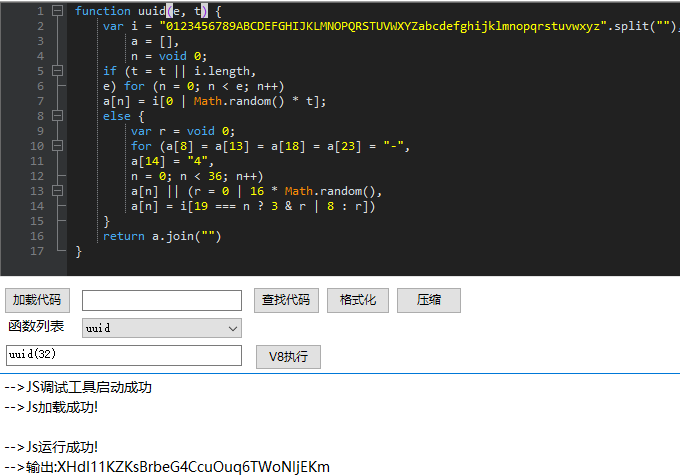 1 function uuid(e, t) {
2 var i = "0123456789ABCDEFGHIJKLMNOPQRSTUVWXYZabcdefghijklmnopqrstuvwxyz".split(""),
3 a = [],
4 n = void 0;
5 if (t = t || i.length,
6 e) for (n = 0; n < e; n++)
7 a[n] = i[0 | Math.random() * t];
8 else {
9 var r = void 0;
10 for (a[8] = a[13] = a[18] = a[23] = "-",
11 a[14] = "4",
12 n = 0; n < 36; n++)
13 a[n] || (r = 0 | 16 * Math.random(),
14 a[n] = i[19 === n ? 3 & r | 8 : r])
15 }
16 return a.join("")
17 }
加载代码 查找代码 格式化 压缩
函数列表 uuid
uuid(32) V8执行
-->JS调试工具启动成功
-->Js加载成功!
-->Js运行成功!
-->输出:XHdI11KZKsBrbeG4CcuOuq6TWoNIjEKm